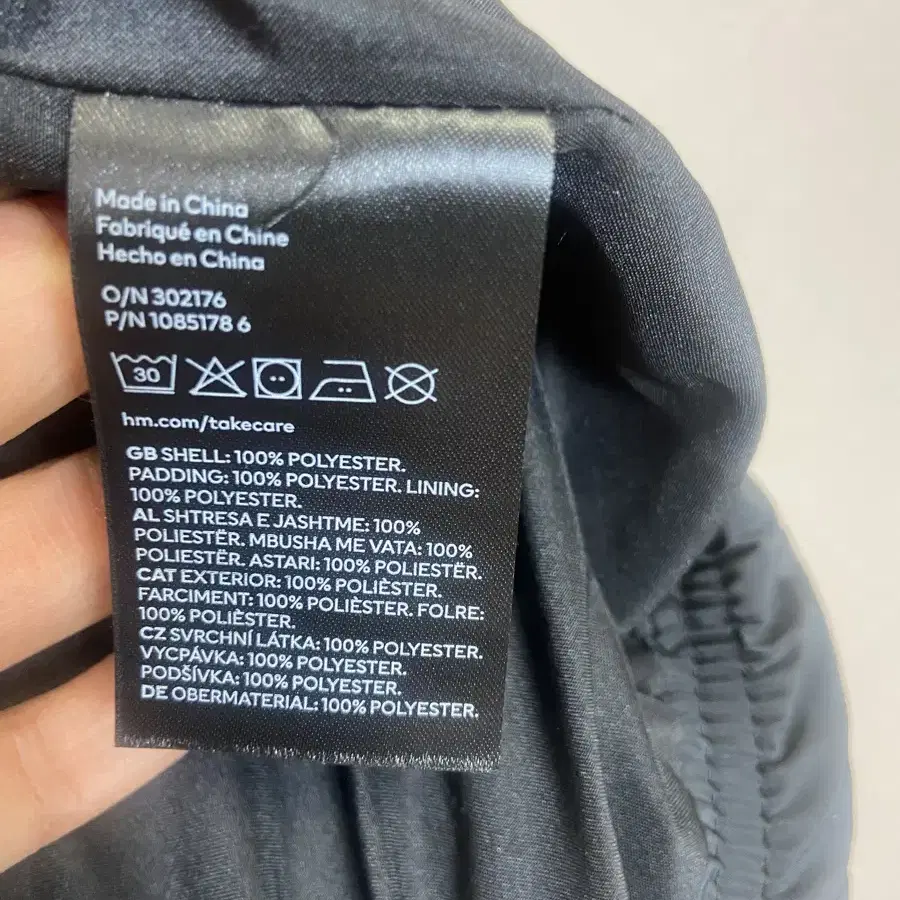 Made in China
Fabriqué en Chine
Hecho en China
O/N 302176
P/N 1085178 6
30
hm.com/takecare
GB SHELL: 100% POLYESTER.
PADDING: 100% POLYESTER. LINING:
100% POLYESTER.
AL SHTRESA E JASHTME: 100%
POLIESTËR. MBUSHA ME VATA: 100%
POLIESTËR. ASTARI: 100% POLIESTËR.
CAT EXTERIOR: 100% POLIÈSTER.
FARCIMENT: 100% POLIÈSTER. FOLRE:
100% POLIÈSTER.
CZ SVRCHNÍ LÁTKA: 100% POLYESTER.
VYCPÁVKA: 100% POLYESTER.
PODŠÍVKA: 100% POLYESTER.
DE OBERMATERIAL: 100% POLYESTER.